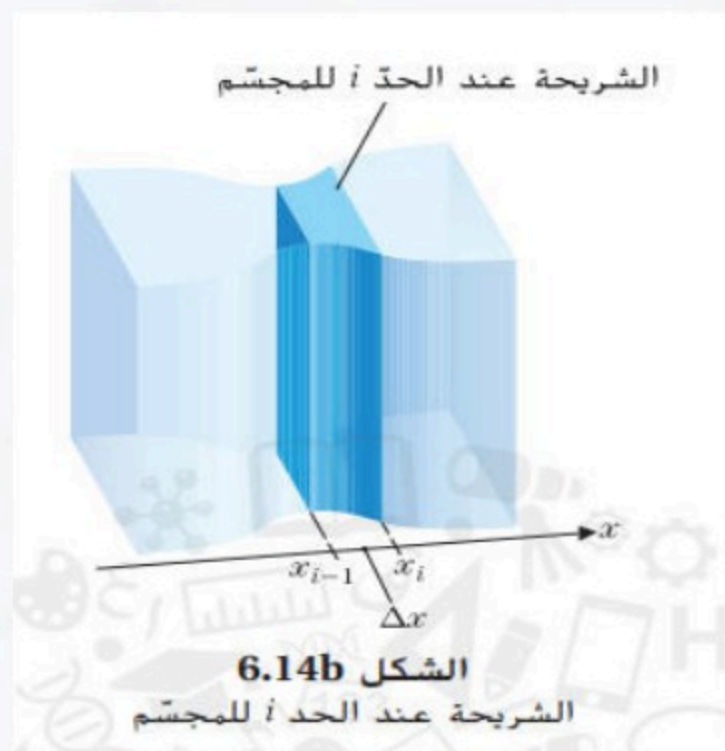 الشريحة عند الحدّ i للمجسّم
x
x_{i-1} x_i
Δx
الشكل 6.14b
الشريحة عند الحد i للمجسّم